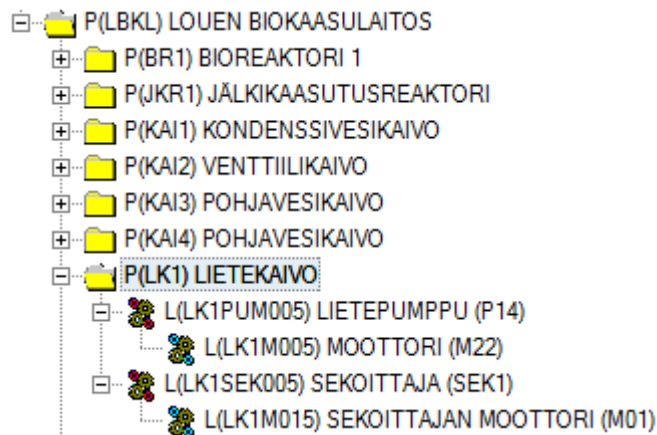 P(LBKL) LOUEN BIOKAASULAITOS
P(BR1) BIOREAKTORI 1
P(JKR1) JÄLKIKAASUTUSREAKTORI
P(KAI1) KONDENSSIVESIKAIVO
P(KAI2) VENTTIILIKAIVO
P(KAI3) POHJAVESIKAIVO
P(KAI4) POHJAVESIKAIVO
P(LK1) LIETEKAIVO
L(LK1PUM005) LIETEPUMPPU (P14)
L(LK1M005) MOOTTORI (M22)
L(LK1SEK005) SEKOITTAJA (SEK1)
L(LK1M015) SEKOITTAJAN MOOTTORI (M01)